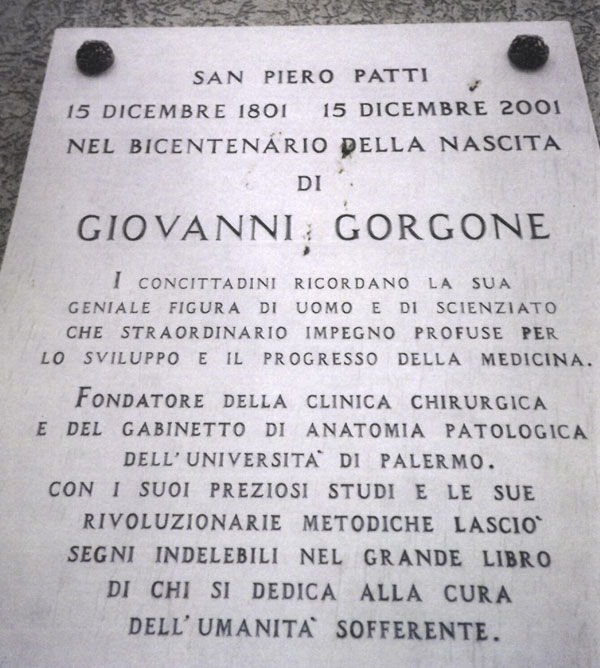 SAN PIERO PATTI
15 DICEMBRE 1801 15 DICEMBRE 2001
NEL BICENTENARIO DELLA NASCITA
DI
GIOVANNI GORGONE
I CONCITTADINI RICORDANO LA SUA
GENIALE FIGURA DI UOMO E DI SCIENZIATO
CHE STRAORDINARIO IMPEGNO PROFUSE PER
LO SVILUPPO E IL PROGRESSO DELLA MEDICINA.
FONDATORE DELLA CLINICA CHIRURGICA
E DEL GABINETTO DI ANATOMIA PATOLOGICA
DELL'UNIVERSITA' DI PALERMO.
CON I SUOI PREZIOSI STUDI E LE SUE
RIVOLUZIONARIE METODICHE LASCIO'
SEGNI INDELEBILI NEL GRANDE LIBRO
DI CHI SI DEDICA ALLA CURA
DELL'UMANITA' SOFFERENTE.